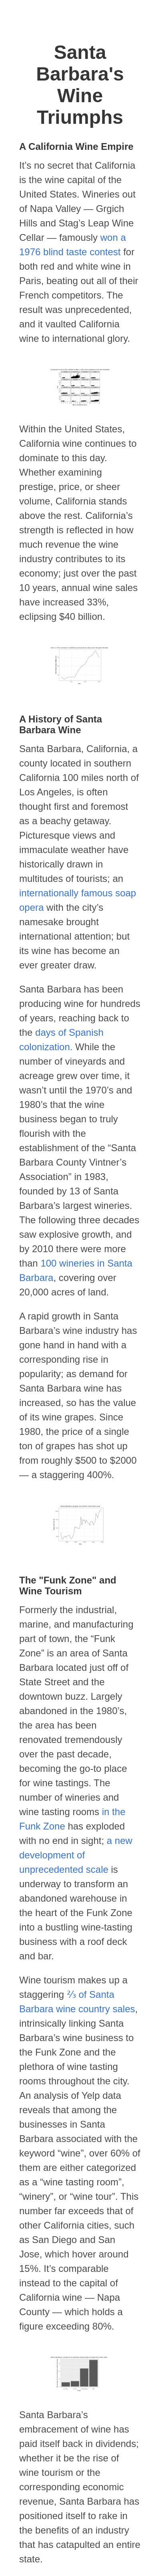 Santa
Barbara's
Wine
Triumphs
A California Wine Empire
It's no secret that California
is the wine capital of the
United States. Wineries out
of Napa Valley — Grgich
Hills and Stag's Leap Wine
Cellar — famously won a
1976 blind taste contest for
both red and white wine in
Paris, beating out all of their
French competitors. The
result was unprecedented,
and it vaulted California
wine to international glory.
Within the United States,
California wine continues to
dominate to this day.
Whether examining
prestige, price, or sheer
volume, California stands
above the rest. California's
strength is reflected in how
much revenue the wine
industry contributes to its
economy; just over the past
10 years, annual wine sales
have increased 33%,
eclipsing $40 billion.
A History of Santa
Barbara Wine
Santa Barbara, California, a
county located in southern
California 100 miles north of
Los Angeles, is often
thought first and foremost
as a beachy getaway.
Picturesque views and
immaculate weather have
historically drawn in
multitudes of tourists; an
internationally famous soap
opera with the city's
namesake brought
international attention; but
its wine has become an
ever greater draw.
Santa Barbara has been
producing wine for hundreds
of years, reaching back to
the days of Spanish
colonization. While the
number of vineyards and
acreage grew over time, it
wasn't until the 1970's and
1980's that the wine
business began to truly
flourish with the
establishment of the “Santa
Barbara County Vintner's
Association” in 1983,
founded by 13 of Santa
Barbara's largest wineries.
The following three decades
saw explosive growth, and
by 2010 there were more
than 100 wineries in Santa
Barbara, covering over
20,000 acres of land.
A rapid growth in Santa
Barbara's wine industry has
gone hand in hand with a
corresponding rise in
popularity; as demand for
Santa Barbara wine has
increased, so has the value
of its wine grapes. Since
1980, the price of a single
ton of grapes has shot up
from roughly $500 to $2000
— a staggering 400%.
The "Funk Zone" and
Wine Tourism
Formerly the industrial,
marine, and manufacturing
part of town, the “Funk
Zone” is an area of Santa
Barbara located just off of
State Street and the
downtown buzz. Largely
abandoned in the 1980's,
the area has been
renovated tremendously
over the past decade,
becoming the go-to place
for wine tastings. The
number of wineries and
wine tasting rooms in the
Funk Zone has exploded
with no end in sight; a new
development of
unprecedented scale is
underway to transform an
abandoned warehouse in
the heart of the Funk Zone
into a bustling wine-tasting
business with a roof deck
and bar.
Wine tourism makes up a
staggering ⅔ of Santa
Barbara wine country sales,
intrinsically linking Santa
Barbara's wine business to
the Funk Zone and the
plethora of wine tasting
rooms throughout the city.
An analysis of Yelp data
reveals that among the
businesses in Santa
Barbara associated with the
keyword “wine”, over 60% of
them are either categorized
as a “wine tasting room”,
“winery”, or “wine tour”. This
number far exceeds that of
other California cities, such
as San Diego and San
Jose, which hover around
15%. It's comparable
instead to the capital of
California wine — Napa
County — which holds a
figure exceeding 80%.
Santa Barbara's
embracement of wine has
paid itself back in dividends;
whether it be the rise of
wine tourism or the
corresponding economic
revenue, Santa Barbara has
positioned itself to rake in
the benefits of an industry
that has catapulted an entire
state.